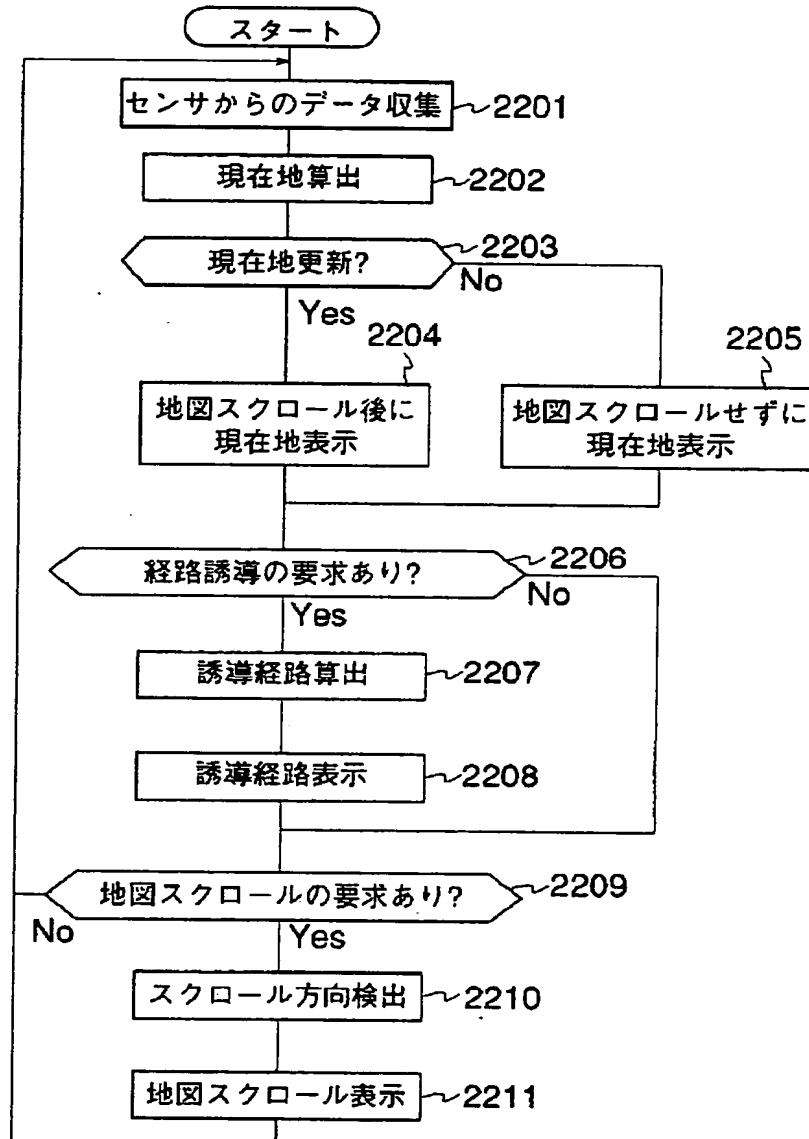 スタート
センサからのデータ収集 2201
現在地算出 2202
現在地更新? 2203
No
Yes
2204 2205
地図スクロール後に
現在地表示
地図スクロールせずに
現在地表示
経路誘導の要求あり? 2206
No
Yes
誘導経路算出 2207
誘導経路表示 2208
地図スクロールの要求あり? 2209
No Yes
スクロール方向検出 2210
地図スクロール表示 2211